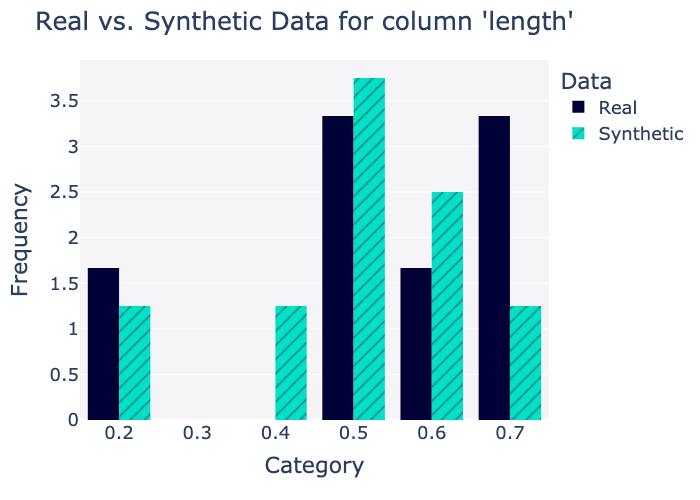 Real vs. Synthetic Data for column 'length'
Data
Real
Synthetic
Frequency
3.5
3
2.5
2
1.5
1
0.5
0
0.2 0.3 0.4 0.5 0.6 0.7
Category